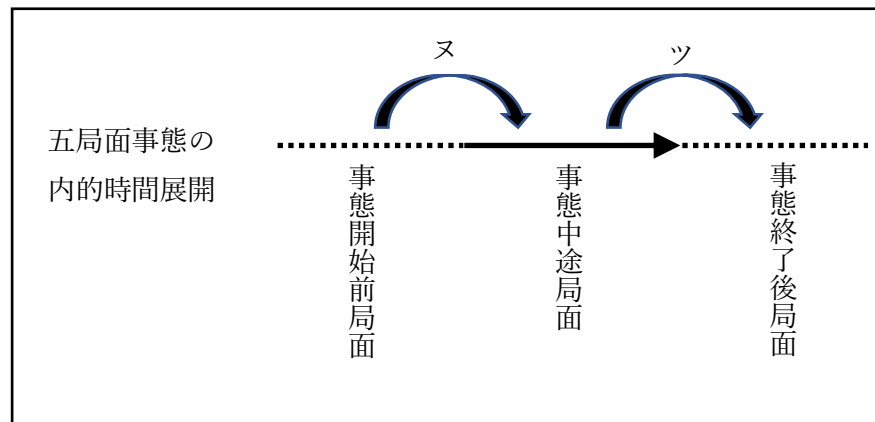 ヌ
ツ
五局面事態の
内的時間展開
事態開始前局面
事態中途局面
事態終了後局面